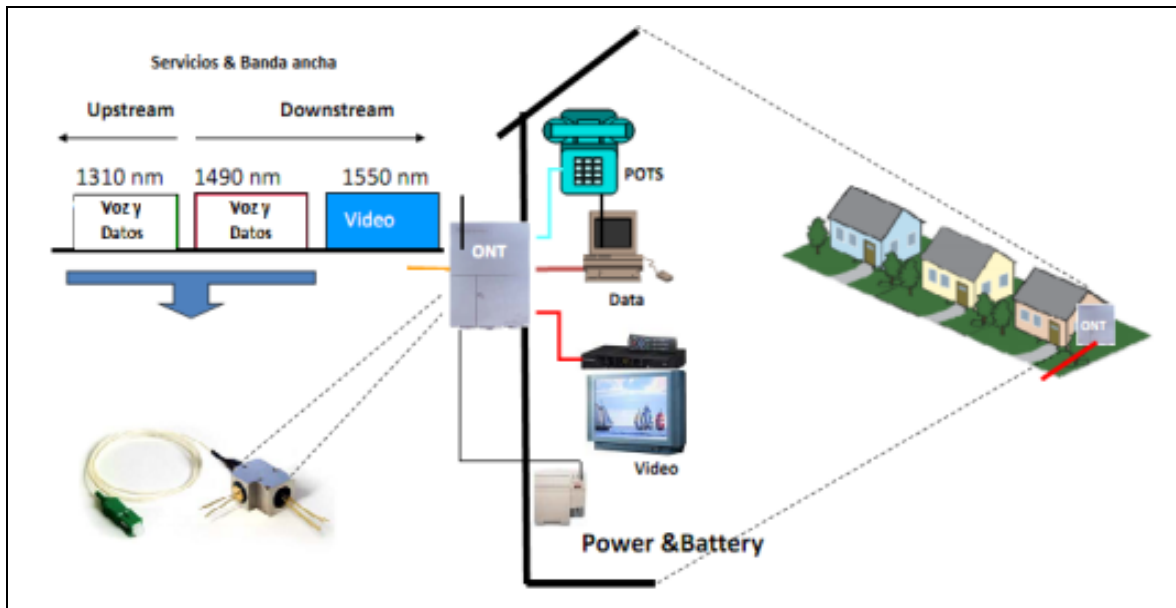 Servicios & Banda ancha
Upstream
Downstream
1310 nm
1490 nm
1550 nm
Voz y
Datos
Voz y
Datos
Video
ONT
POTS
Data
Video
Power &Battery
ONT